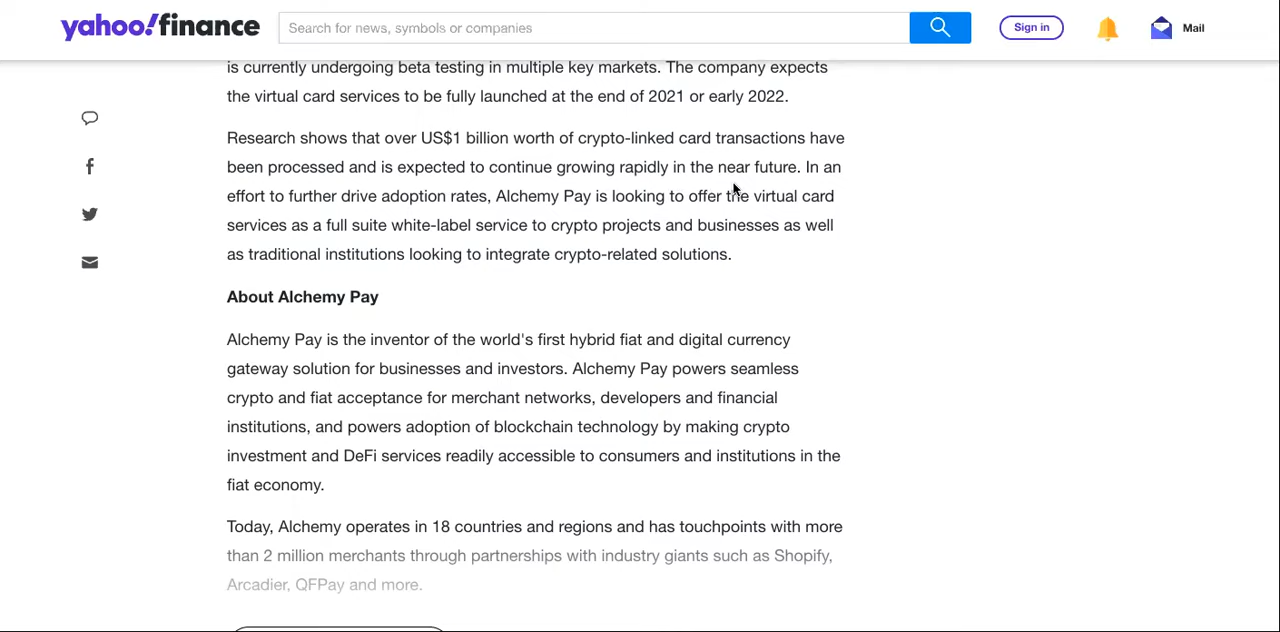 yahoo!finance
Search for news, symbols or companies
Sign in
Mail
is currently undergoing beta testing in multiple key markets. The company expects
the virtual card services to be fully launched at the end of 2021 or early 2022.
Research shows that over US$1 billion worth of crypto-linked card transactions have
been processed and is expected to continue growing rapidly in the near future. In an
effort to further drive adoption rates, Alchemy Pay is looking to offer the virtual card
services as a full suite white-label service to crypto projects and businesses as well
as traditional institutions looking to integrate crypto-related solutions.
About Alchemy Pay
Alchemy Pay is the inventor of the world's first hybrid fiat and digital currency
gateway solution for businesses and investors. Alchemy Pay powers seamless
crypto and fiat acceptance for merchant networks, developers and financial
institutions, and powers adoption of blockchain technology by making crypto
investment and DeFi services readily accessible to consumers and institutions in the
fiat economy.
Today, Alchemy operates in 18 countries and regions and has touchpoints with more
than 2 million merchants through partnerships with industry giants such as Shopify,
Arcadier, QFPay and more.